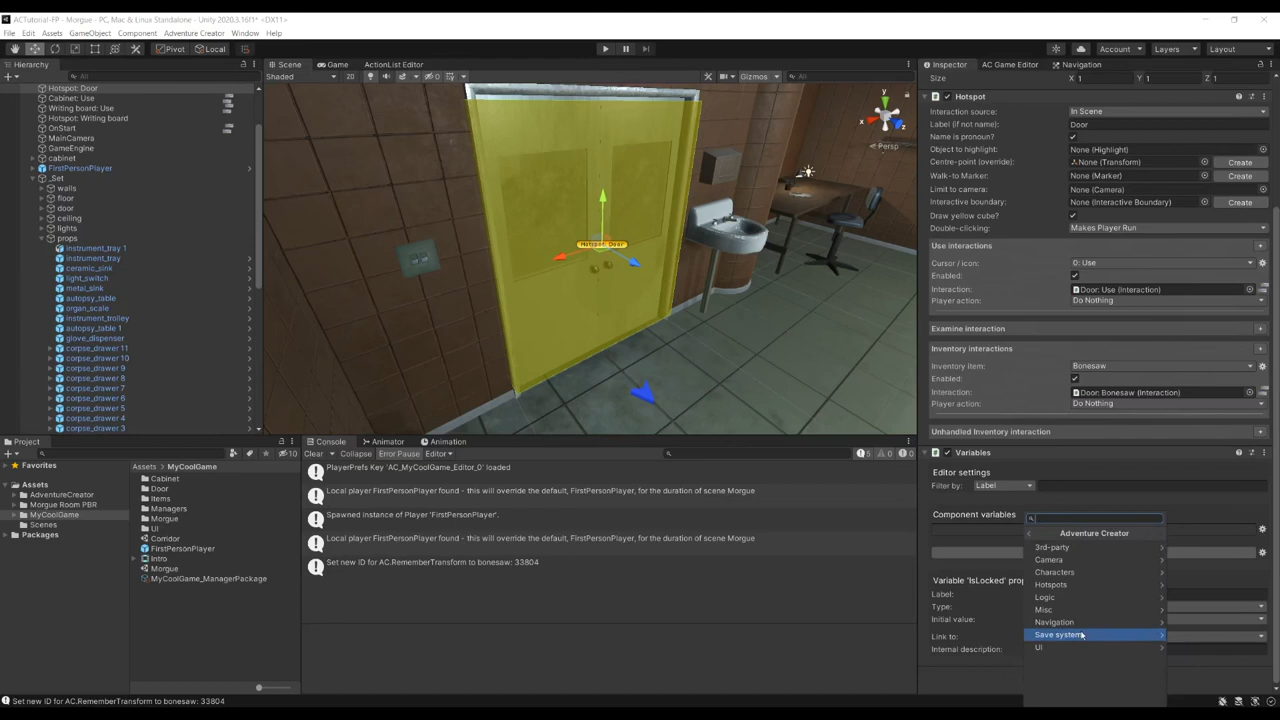 ACTutorial-FP - Morgue - PC, Mac & Linux Standalone - Unity 2020.3.16f1* <DX11>
File Edit Assets GameObject Component Adventure Creator Window Help
Pivot Local Account Layers Layout
Hierarchy
All
Hotspot: Door
Cabinet: Use
Writing board: Use
Hotspot: Writing board
OnStart
MainCamera
GameEngine
cabinet
FirstPersonPlayer
_Set
walls
floor
door
ceiling
lights
props
instrument_tray 1
instrument_tray
ceramic_sink
light_switch
metal_sink
autopsy_table
organ_scale
instrument_trolley
autopsy_table 1
glove_dispenser
corpse_drawer 11
corpse_drawer 10
corpse_drawer 9
corpse_drawer 8
corpse_drawer 7
corpse_drawer 6
corpse_drawer 5
corpse_drawer 4
corpse_drawer 3
Scene Game ActionList Editor
Shaded 2D 0 Gizmos All
y
x
z
Persp
Hotspot: Door
Inspector AC Game Editor Navigation
Size X 1 Y 1 Z 1
Hotspot
Interaction source: In Scene
Label (if not name): Door
Name is pronoun?
Object to highlight: None (Highlight)
Centre-point (override): None (Transform) Create
Walk-to Marker: None (Marker) Create
Limit to camera: None (Camera)
Interactive boundary: None (Interactive Boundary) Create
Draw yellow cube?
Double-clicking: Makes Player Run
Use interactions
Cursor / icon: 0: Use
Enabled:
Interaction: Door: Use (Interaction)
Player action: Do Nothing
Examine interaction
Inventory interactions
Inventory item: Bonesaw
Enabled:
Interaction: Door: Bonesaw (Interaction)
Player action: Do Nothing
Unhandled Inventory interaction
Variables
Editor settings
Filter by: Label
Component variables
Variable 'IsLocked' prop
Label:
Type:
Initial value:
Link to:
Internal description:
Adventure Creator
3rd-party
Camera
Characters
Hotspots
Logic
Misc
Navigation
Save system
UI
Project
10
Favorites
Assets
AdventureCreator
Morgue Room PBR
MyCoolGame
Scenes
Packages
Assets > MyCoolGame
Cabinet
Door
Items
Managers
Morgue
UI
Corridor
FirstPersonPlayer
Intro
Morgue
MyCoolGame_ManagerPackage
Console Animator Animation
Clear Collapse Error Pause Editor 5 0 0
PlayerPrefs Key 'AC_MyCoolGame_Editor_0' loaded
Local player FirstPersonPlayer found - this will override the default, FirstPersonPlayer, for the duration of scene Morgue
Spawned instance of Player 'FirstPersonPlayer'.
Local player FirstPersonPlayer found - this will override the default, FirstPersonPlayer, for the duration of scene Morgue
Set new ID for AC.RememberTransform to bonesaw: 33804
Set new ID for AC.RememberTransform to bonesaw: 33804